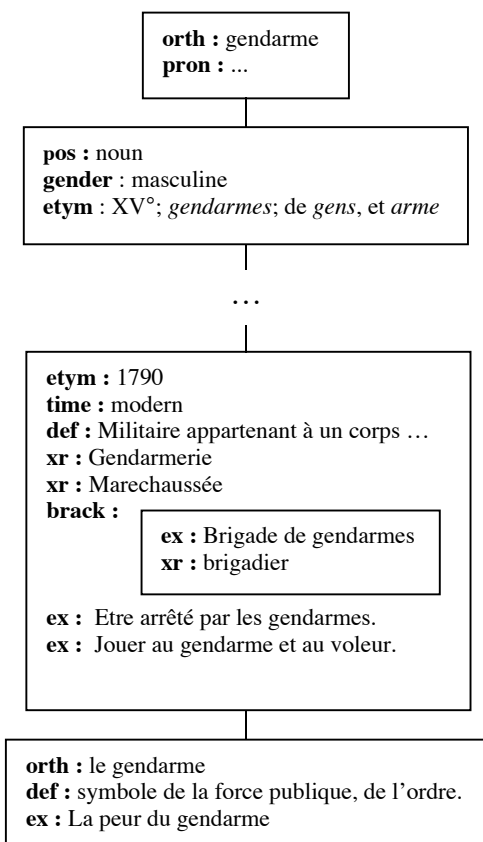 orth : gendarme
pron : ...
pos : noun
gender : masculine
etym : XV°; gendarmes; de gens, et arme
...
etym : 1790
time : modern
def : Militaire appartenant à un corps …
xr : Gendarmerie
xr : Marechaussée
brack :
ex : Brigade de gendarmes
xr : brigadier
ex : Etre arrêté par les gendarmes.
ex : Jouer au gendarme et au voleur.
orth : le gendarme
def : symbole de la force publique, de l’ordre.
ex : La peur du gendarme